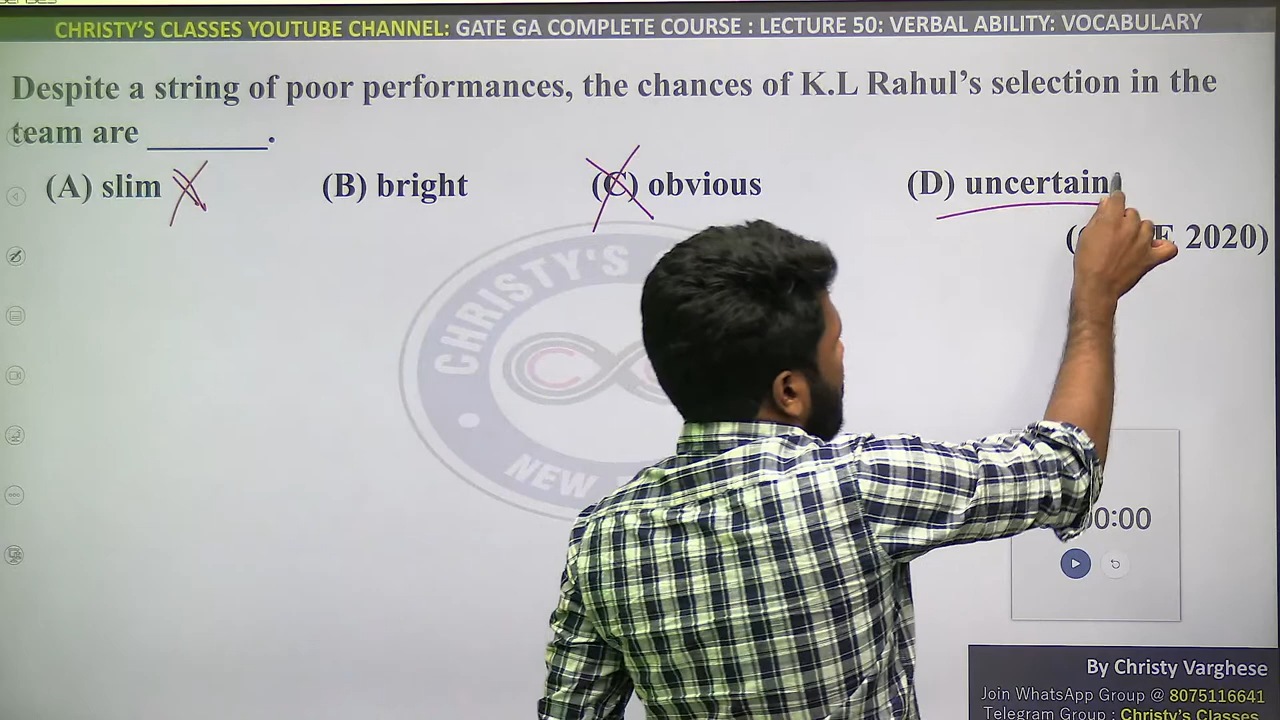 CHRISTY'S CLASSES YOUTUBE CHANNEL: GATE GA COMPLETE COURSE : LECTURE 50: VERBAL ABILITY: VOCABULARY
Despite a string of poor performances, the chances of K.L Rahul's selection in the
team are _______.
(A) slim (B) bright (C) obvious (D) uncertain
2020)
CHRISTY'S
NEW
00:00
By Christy Varghese
Join WhatsApp Group @ 8075116641
Telegram Group : Christy's Classes